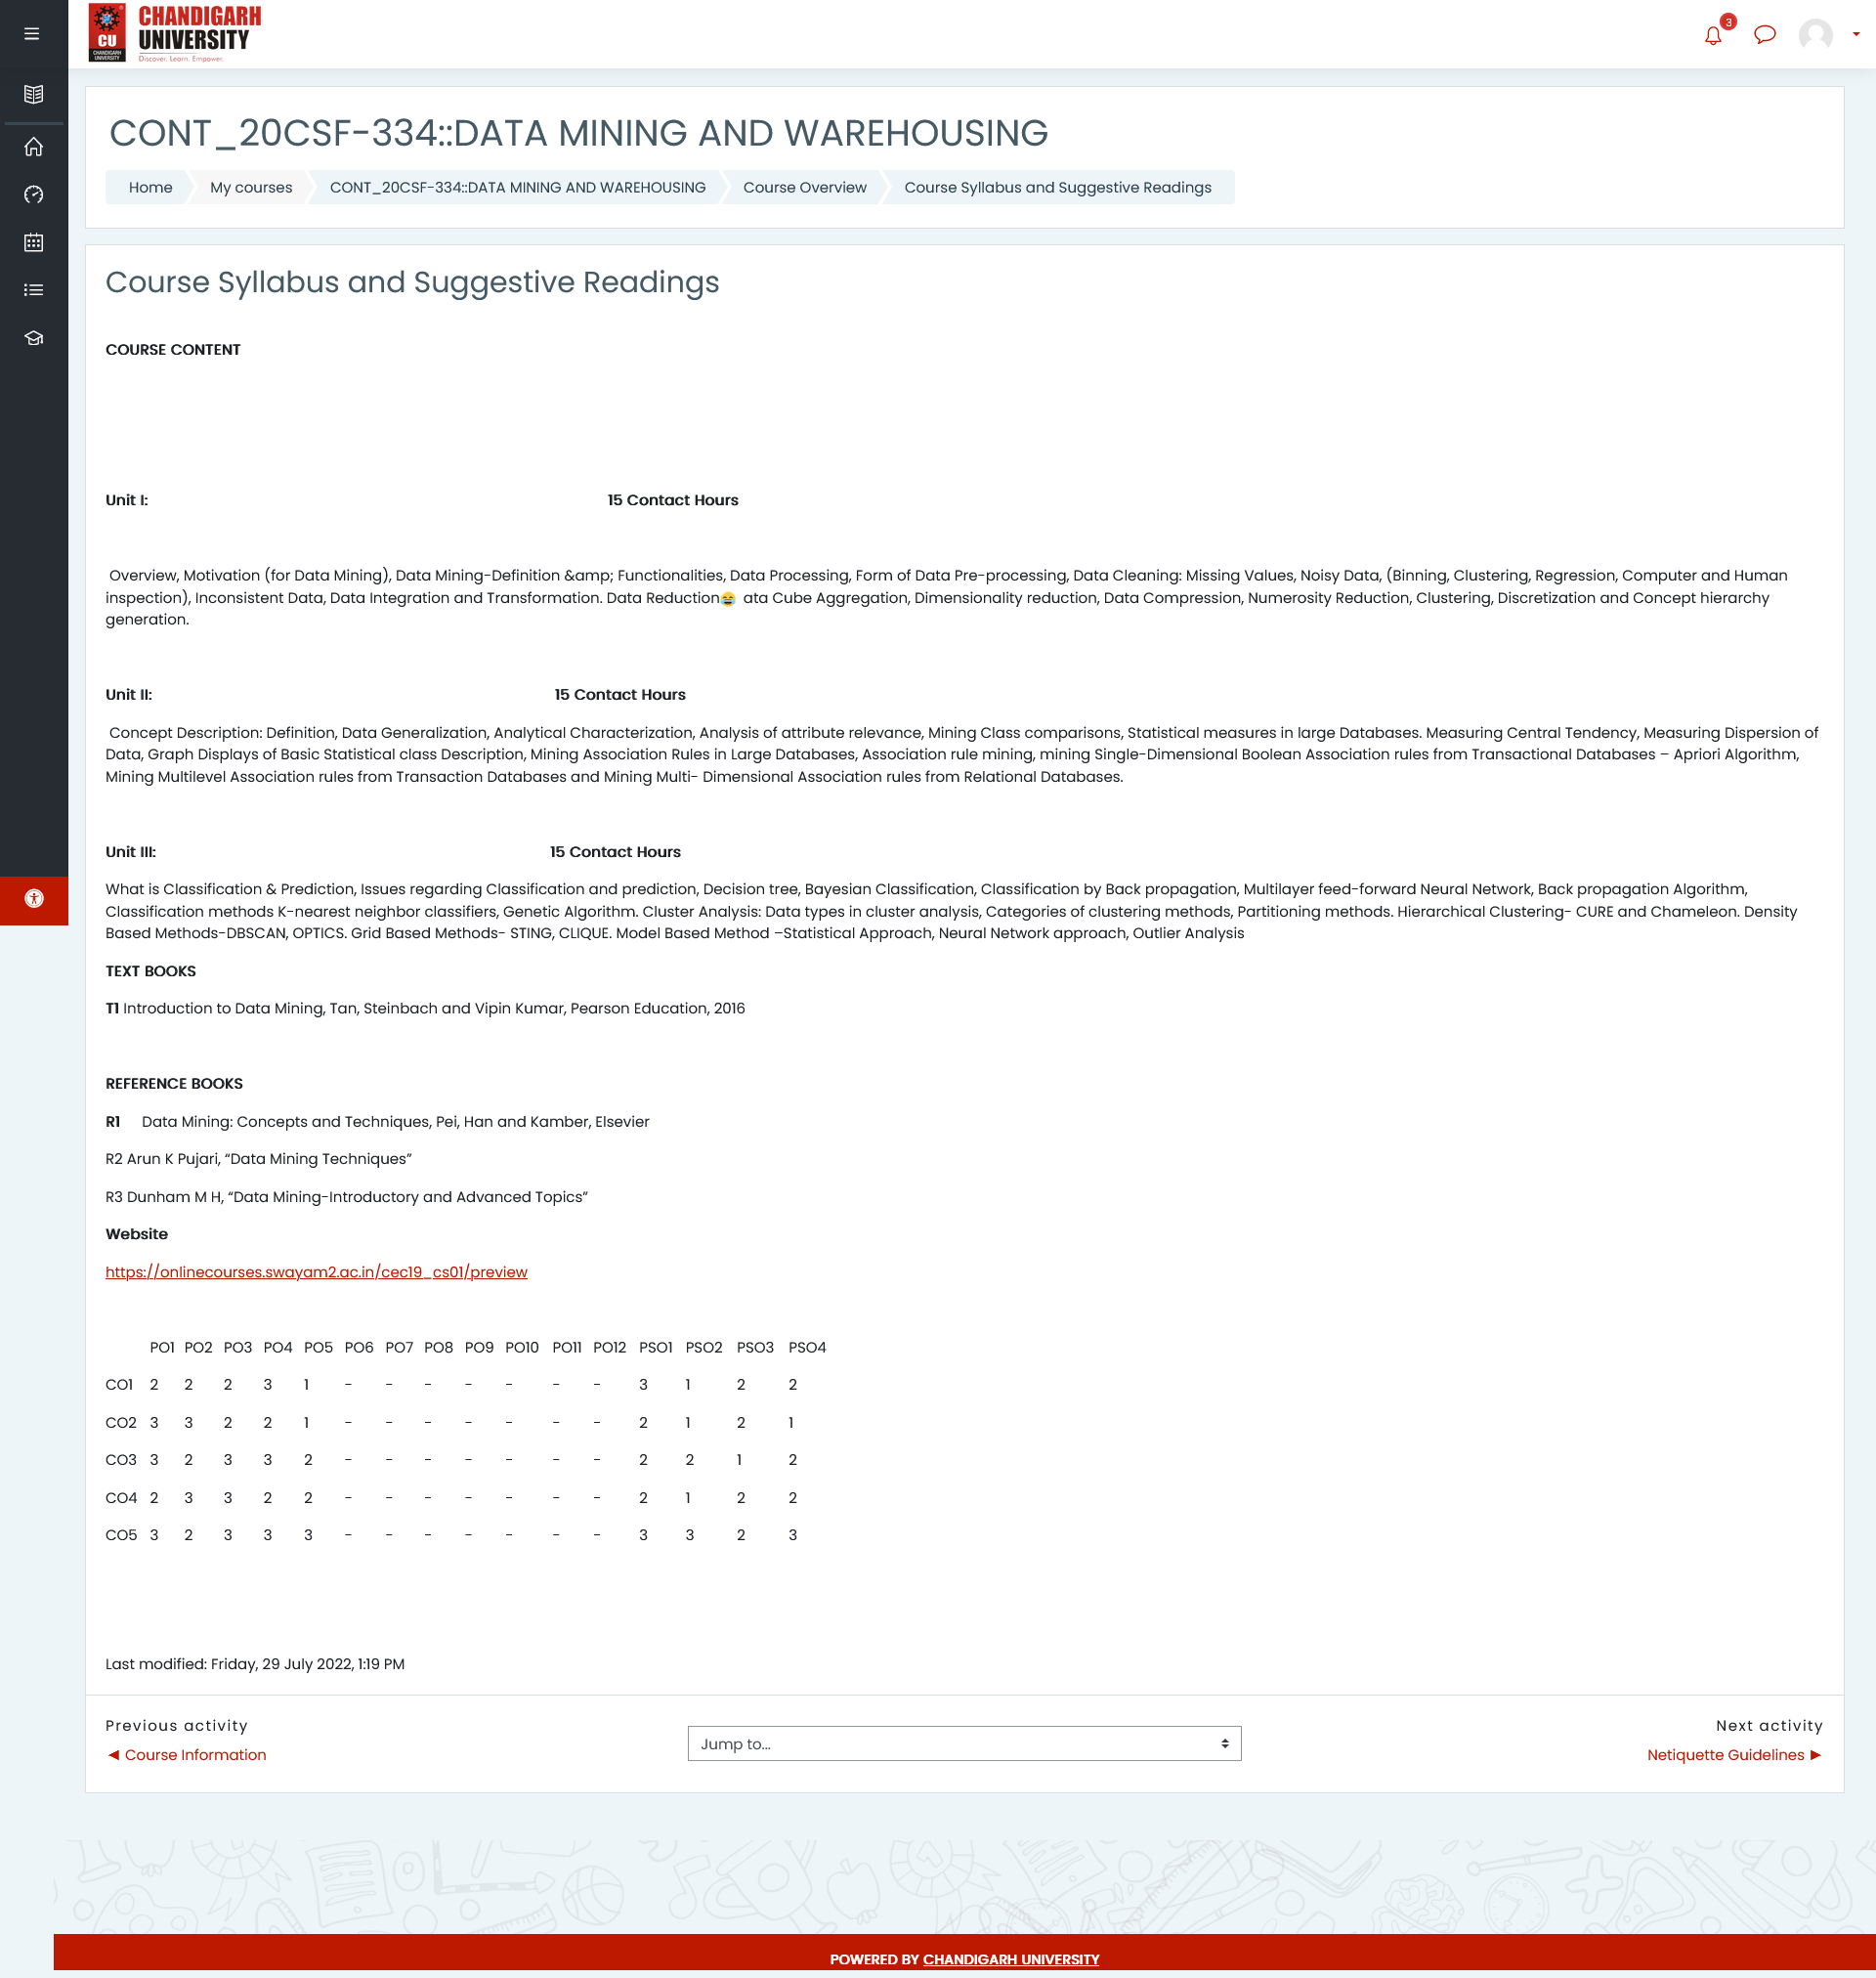 CU
CHANDIGARH
UNIVERSITY
CHANDIGARH
UNIVERSITY
Discover. Learn. Empower.
3
CONT_20CSF-334::DATA MINING AND WAREHOUSING
Home My courses CONT_20CSF-334::DATA MINING AND WAREHOUSING Course Overview Course Syllabus and Suggestive Readings
Course Syllabus and Suggestive Readings
COURSE CONTENT
Unit I: 15 Contact Hours
Overview, Motivation (for Data Mining), Data Mining-Definition &amp; Functionalities, Data Processing, Form of Data Pre-processing, Data Cleaning: Missing Values, Noisy Data, (Binning, Clustering, Regression, Computer and Human
inspection), Inconsistent Data, Data Integration and Transformation. Data Reduction😂 ata Cube Aggregation, Dimensionality reduction, Data Compression, Numerosity Reduction, Clustering, Discretization and Concept hierarchy
generation.
Unit II: 15 Contact Hours
Concept Description: Definition, Data Generalization, Analytical Characterization, Analysis of attribute relevance, Mining Class comparisons, Statistical measures in large Databases. Measuring Central Tendency, Measuring Dispersion of
Data, Graph Displays of Basic Statistical class Description, Mining Association Rules in Large Databases, Association rule mining, mining Single-Dimensional Boolean Association rules from Transactional Databases – Apriori Algorithm,
Mining Multilevel Association rules from Transaction Databases and Mining Multi- Dimensional Association rules from Relational Databases.
Unit III: 15 Contact Hours
What is Classification & Prediction, Issues regarding Classification and prediction, Decision tree, Bayesian Classification, Classification by Back propagation, Multilayer feed-forward Neural Network, Back propagation Algorithm,
Classification methods K-nearest neighbor classifiers, Genetic Algorithm. Cluster Analysis: Data types in cluster analysis, Categories of clustering methods, Partitioning methods. Hierarchical Clustering- CURE and Chameleon. Density
Based Methods-DBSCAN, OPTICS. Grid Based Methods- STING, CLIQUE. Model Based Method –Statistical Approach, Neural Network approach, Outlier Analysis
TEXT BOOKS
T1 Introduction to Data Mining, Tan, Steinbach and Vipin Kumar, Pearson Education, 2016
REFERENCE BOOKS
R1 Data Mining: Concepts and Techniques, Pei, Han and Kamber, Elsevier
R2 Arun K Pujari, “Data Mining Techniques”
R3 Dunham M H, “Data Mining-Introductory and Advanced Topics”
Website
https://onlinecourses.swayam2.ac.in/cec19_cs01/preview
PO1 PO2 PO3 PO4 PO5 PO6 PO7 PO8 PO9 PO10 PO11 PO12 PSO1 PSO2 PSO3 PSO4
CO1 2 2 2 3 1 - - - - - - - 3 1 2 2
CO2 3 3 2 2 1 - - - - - - - 2 1 2 1
CO3 3 2 3 3 2 - - - - - - - 2 2 1 2
CO4 2 3 3 2 2 - - - - - - - 2 1 2 2
CO5 3 2 3 3 3 - - - - - - - 3 3 2 3
Last modified: Friday, 29 July 2022, 1:19 PM
Previous activity
◄ Course Information
Jump to...
Next activity
Netiquette Guidelines ►
POWERED BY CHANDIGARH UNIVERSITY